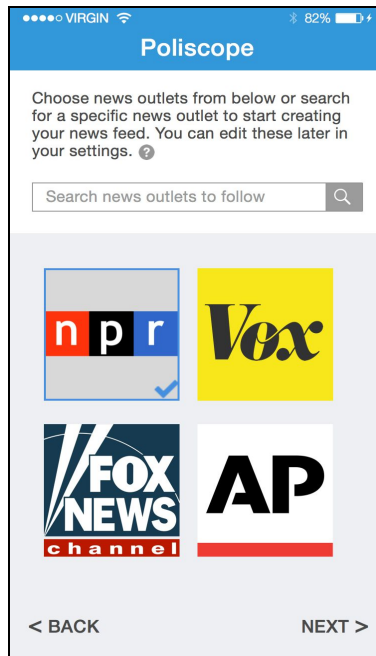 VIRGIN 82%
Poliscope
Choose news outlets from below or search
for a specific news outlet to start creating
your news feed. You can edit these later in
your settings. ?
Search news outlets to follow
n p r
Vox
FOX
NEWS
channel
AP
< BACK NEXT >